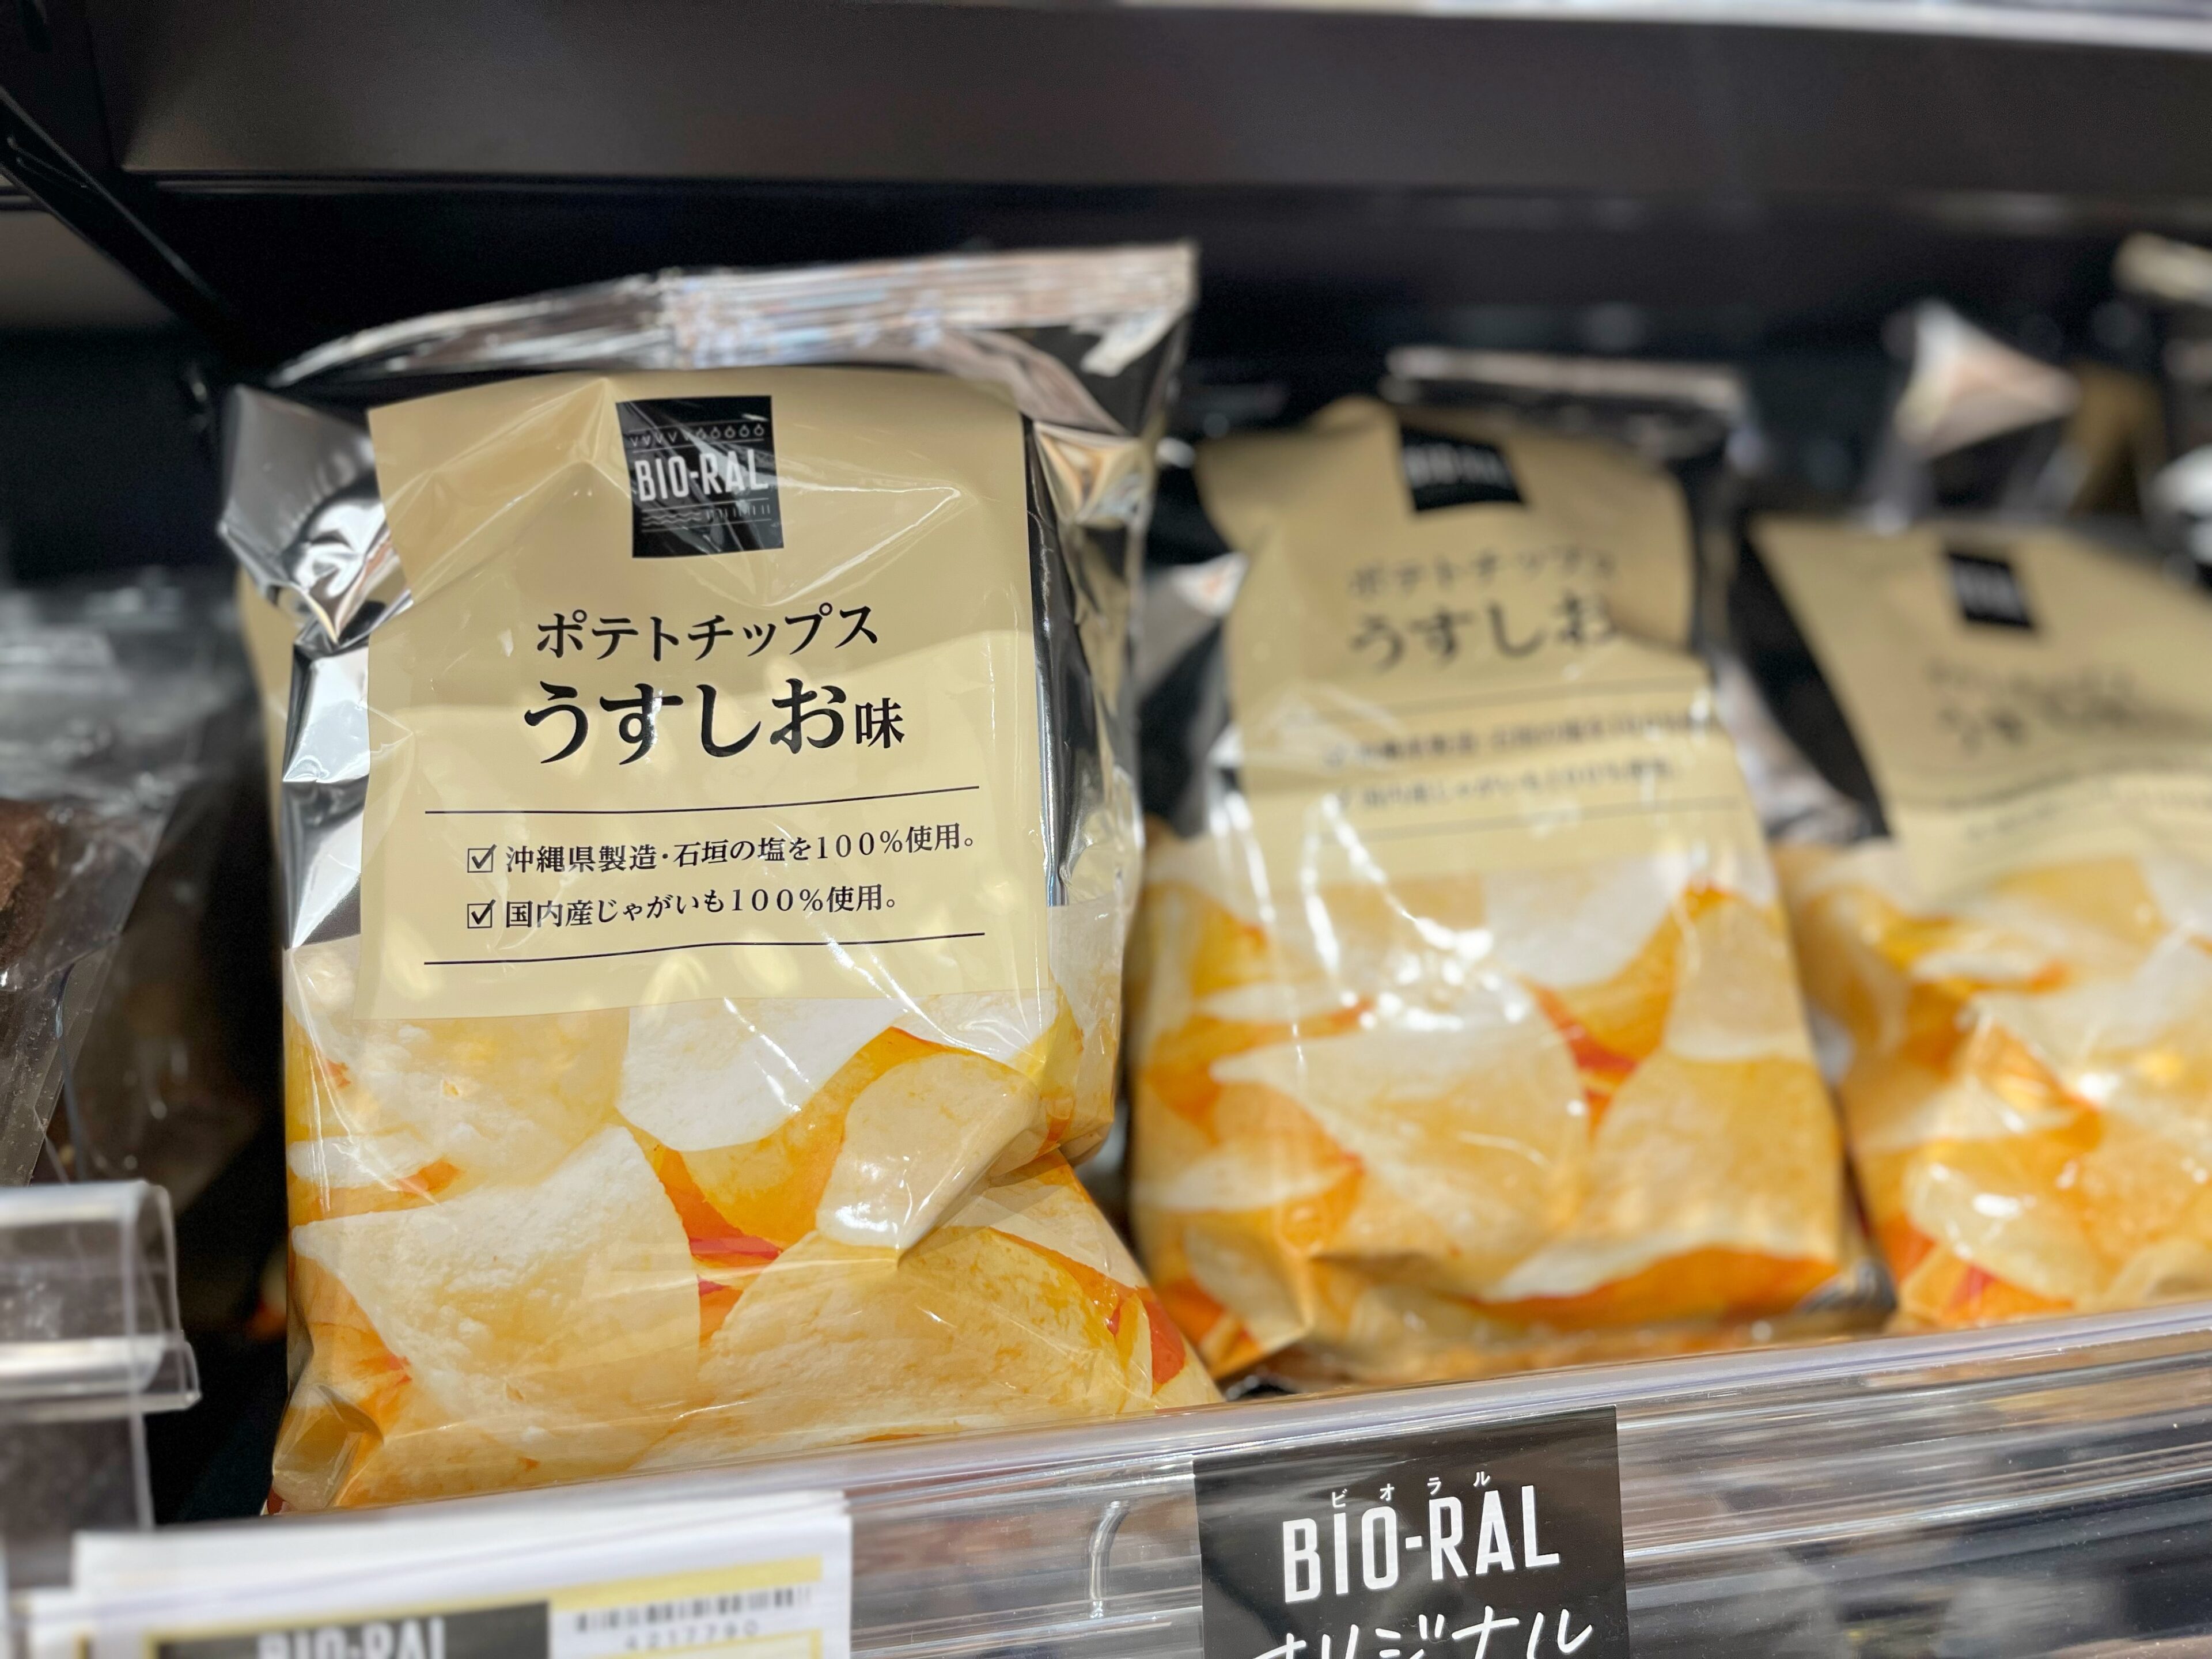 BIO-RAL
ポテトチップス
うすしお味
☑ 沖縄県製造・石垣の塩を100%使用。
☑ 国内産じゃがいも100%使用。
BIO-RAL
ポテトチップス
うすしお
ビオラル
BIO-RAL
オリジナル
BIO-RAL
4217790